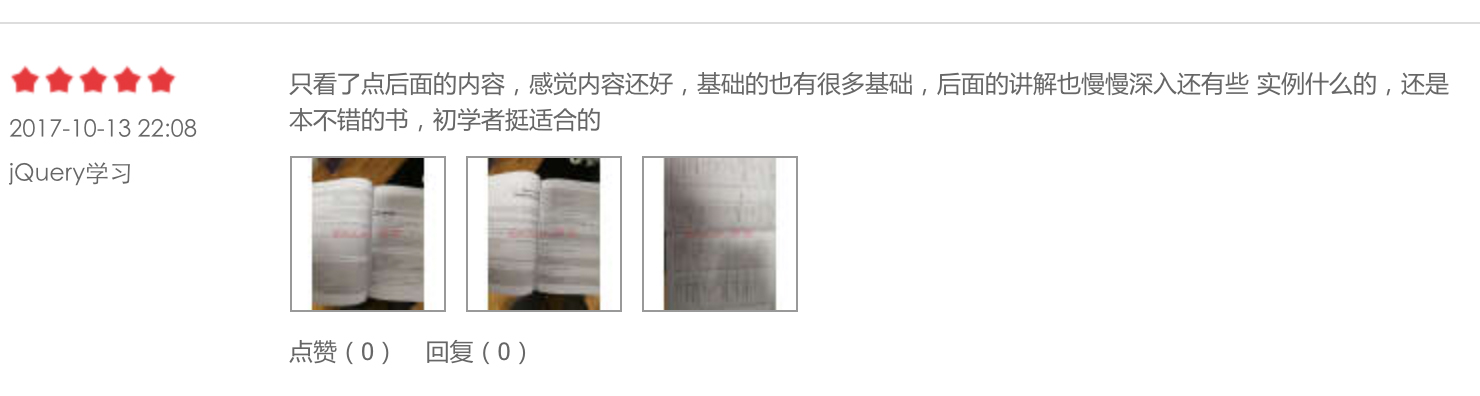 2017-10-13 22:08
jQuery学习
只看了点后面的内容，感觉内容还好，基础的也有很多基础，后面的讲解也慢慢深入还有些 实例什么的，还是
本不错的书，初学者挺适合的
点赞（0） 回复（0）